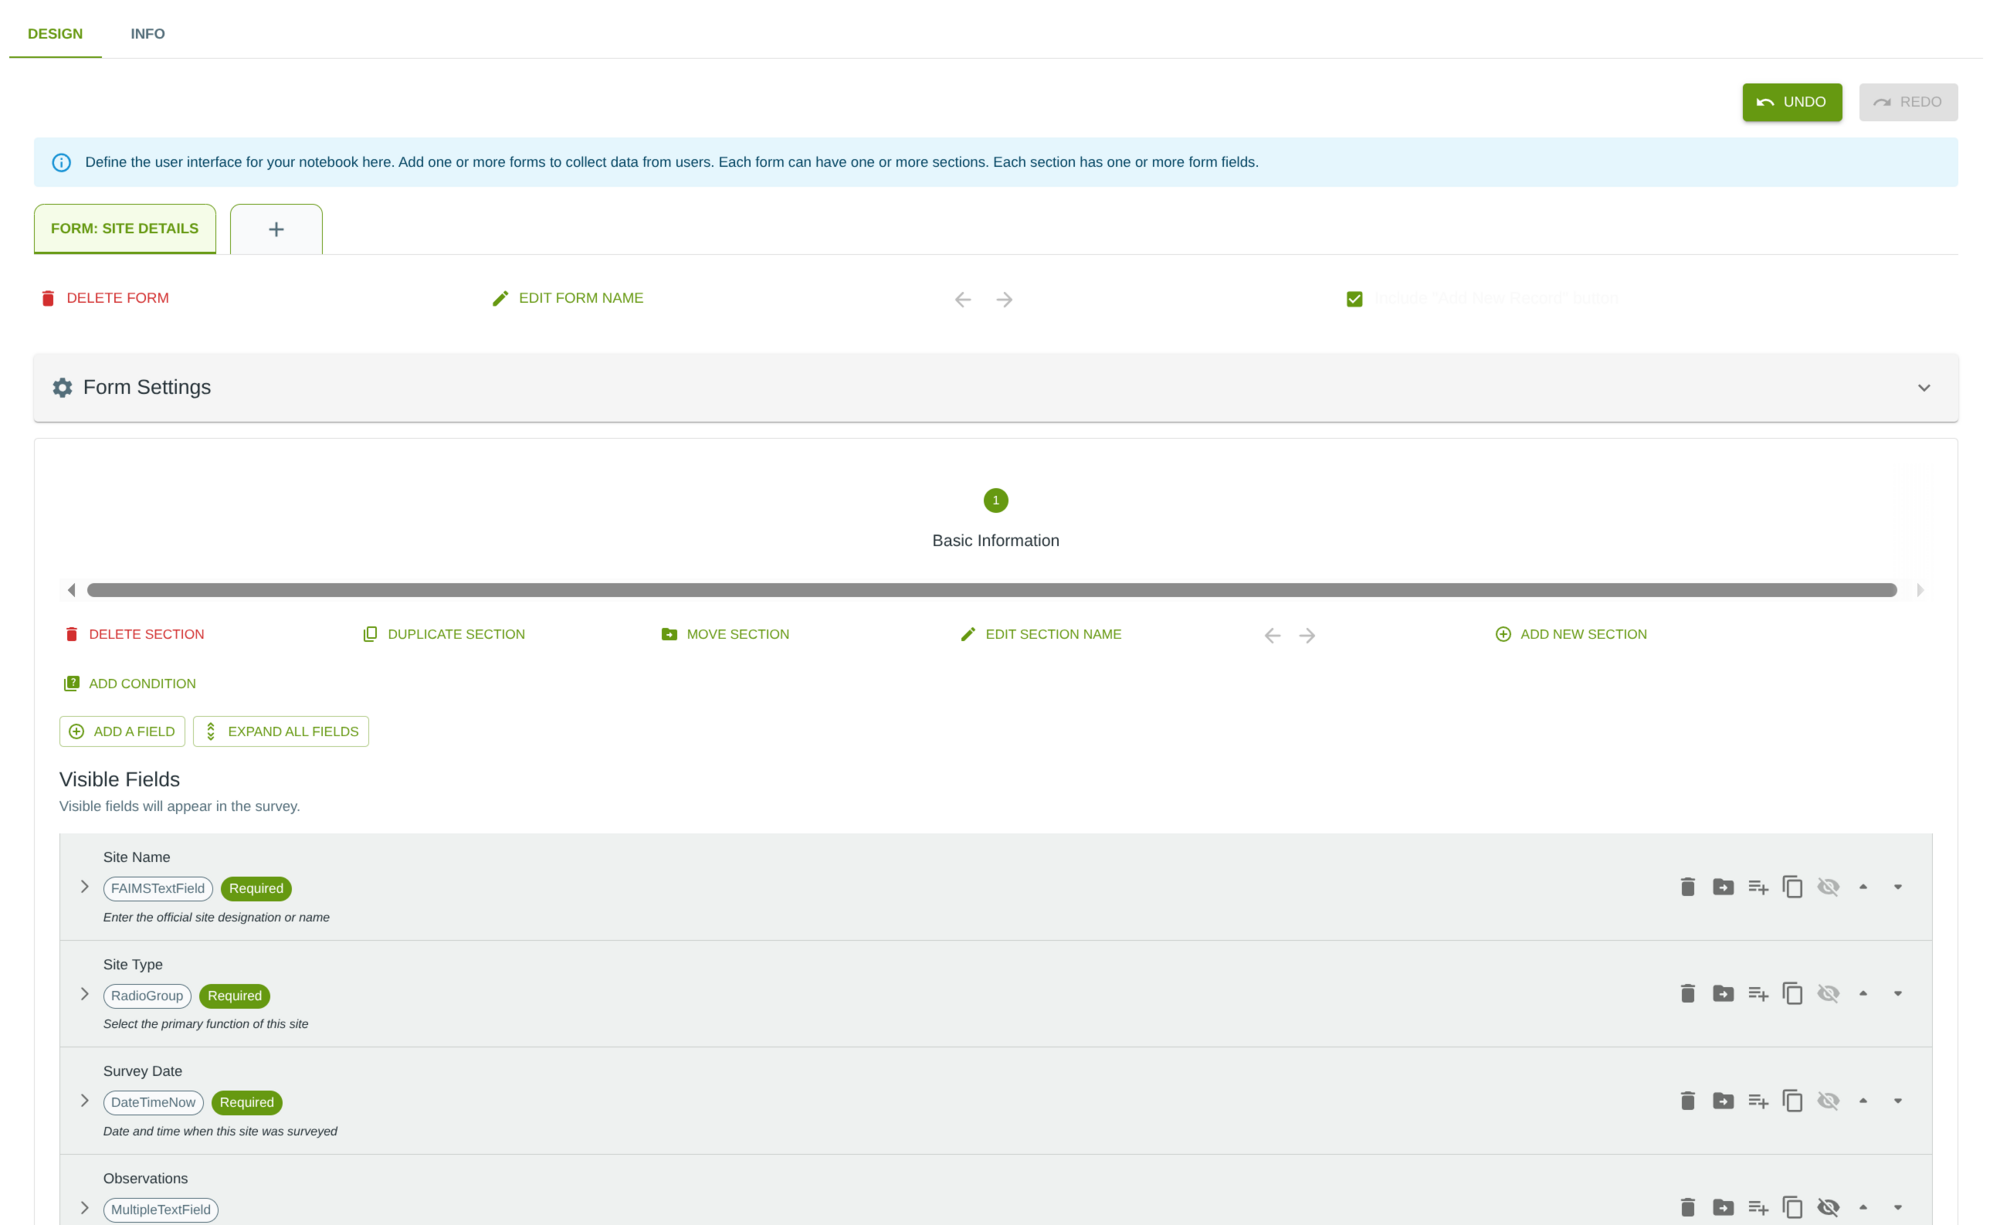 DESIGN
INFO
UNDO
REDO
Define the user interface for your notebook here. Add one or more forms to collect data from users. Each form can have one or more sections. Each section has one or more form fields.
FORM: SITE DETAILS
+
DELETE FORM
EDIT FORM NAME
Include "Add New Record" button
Form Settings
1
Basic Information
DELETE SECTION
DUPLICATE SECTION
MOVE SECTION
EDIT SECTION NAME
ADD NEW SECTION
ADD CONDITION
ADD A FIELD
EXPAND ALL FIELDS
Visible Fields
Visible fields will appear in the survey.
Site Name
FAIMSTextField
Required
Enter the official site designation or name
Site Type
RadioGroup
Required
Select the primary function of this site
Survey Date
DateTimeNow
Required
Date and time when this site was surveyed
Observations
MultipleTextField